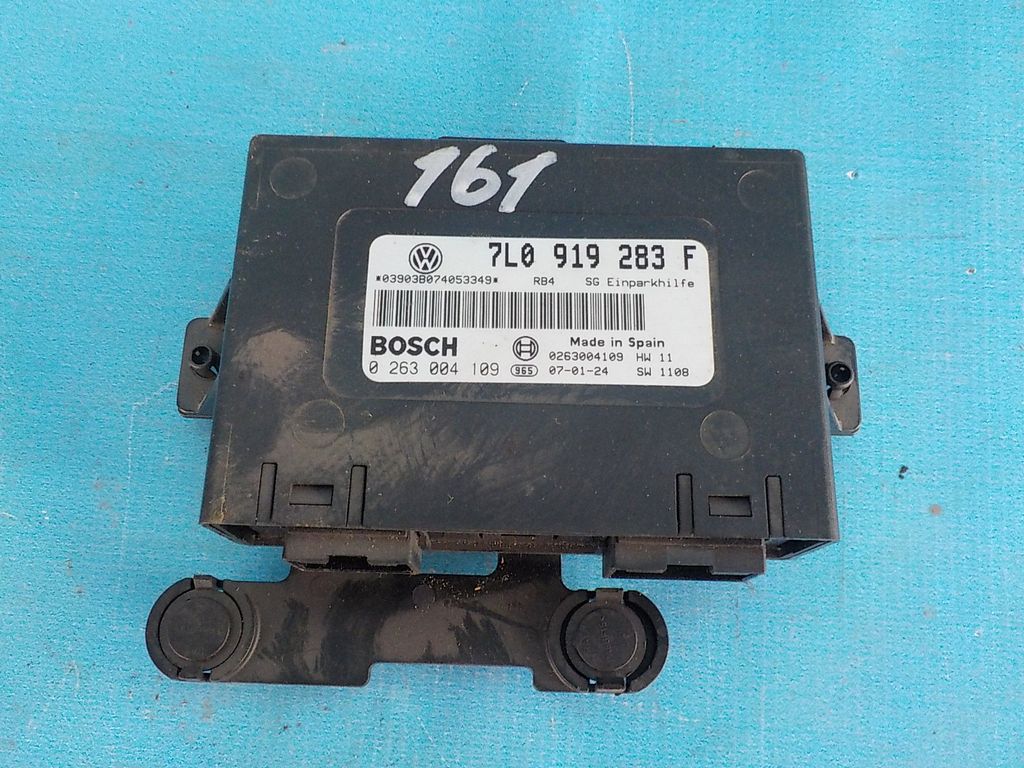 161
7L0 919 283 F
*03903B074053349* RB4 SG Einparkhilfe
BOSCH Made in Spain
0263004109 HW 11
0 263 004 109 965 07-01-24 SW 1108